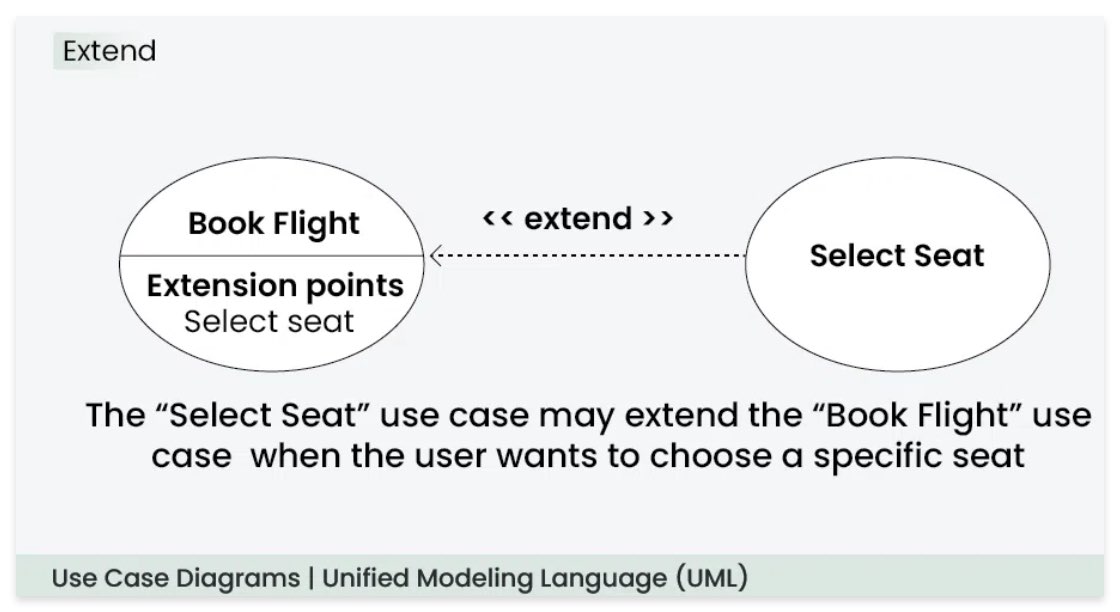 Extend
Book Flight
Extension points
Select seat
<< extend >>
Select Seat
The “Select Seat” use case may extend the “Book Flight” use
case  when the user wants to choose a specific seat
Use Case Diagrams | Unified Modeling Language (UML)